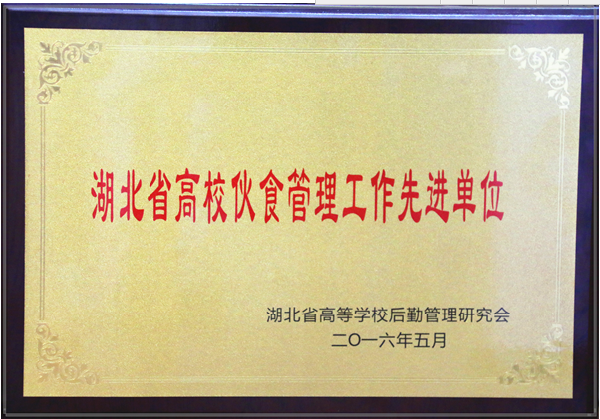 湖北省高校伙食管理工作先进单位
湖北省高等学校后勤管理研究会
二〇一六年五月